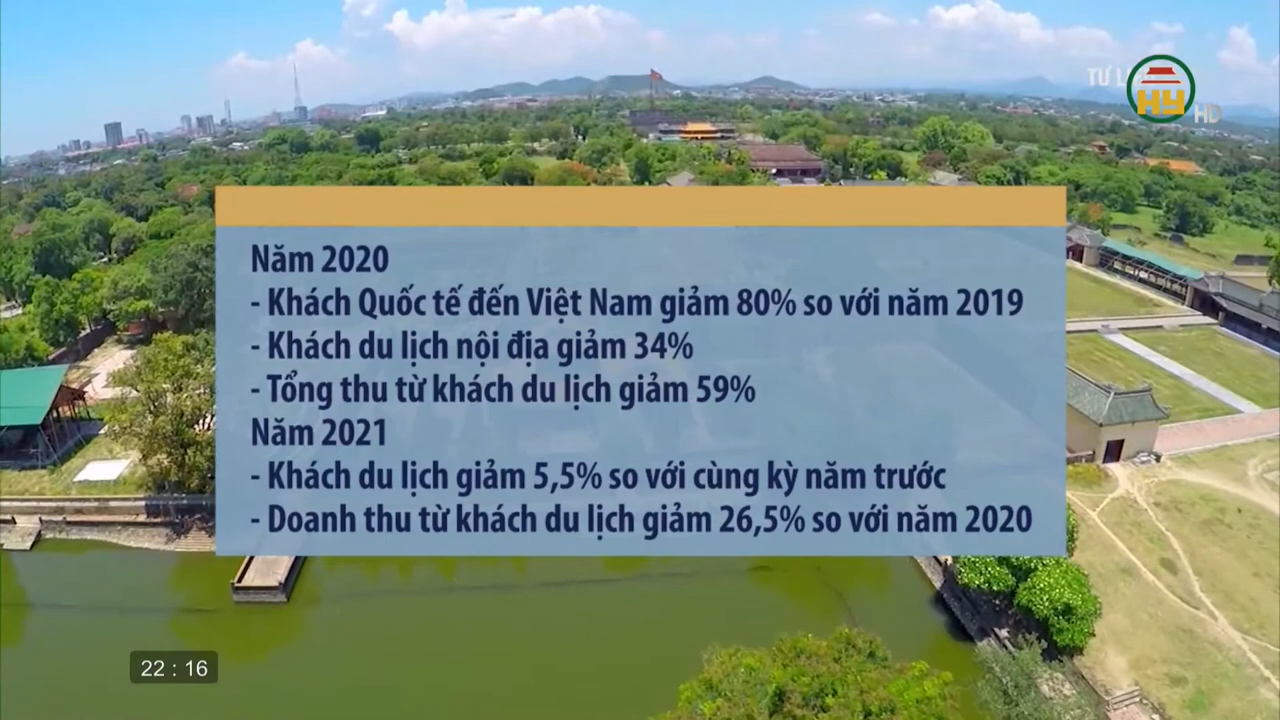 TƯ L
HY
HD
Năm 2020
- Khách Quốc tế đến Việt Nam giảm 80% so với năm 2019
- Khách du lịch nội địa giảm 34%
- Tổng thu từ khách du lịch giảm 59%
Năm 2021
- Khách du lịch giảm 5,5% so với cùng kỳ năm trước
- Doanh thu từ khách du lịch giảm 26,5% so với năm 2020
22 : 16